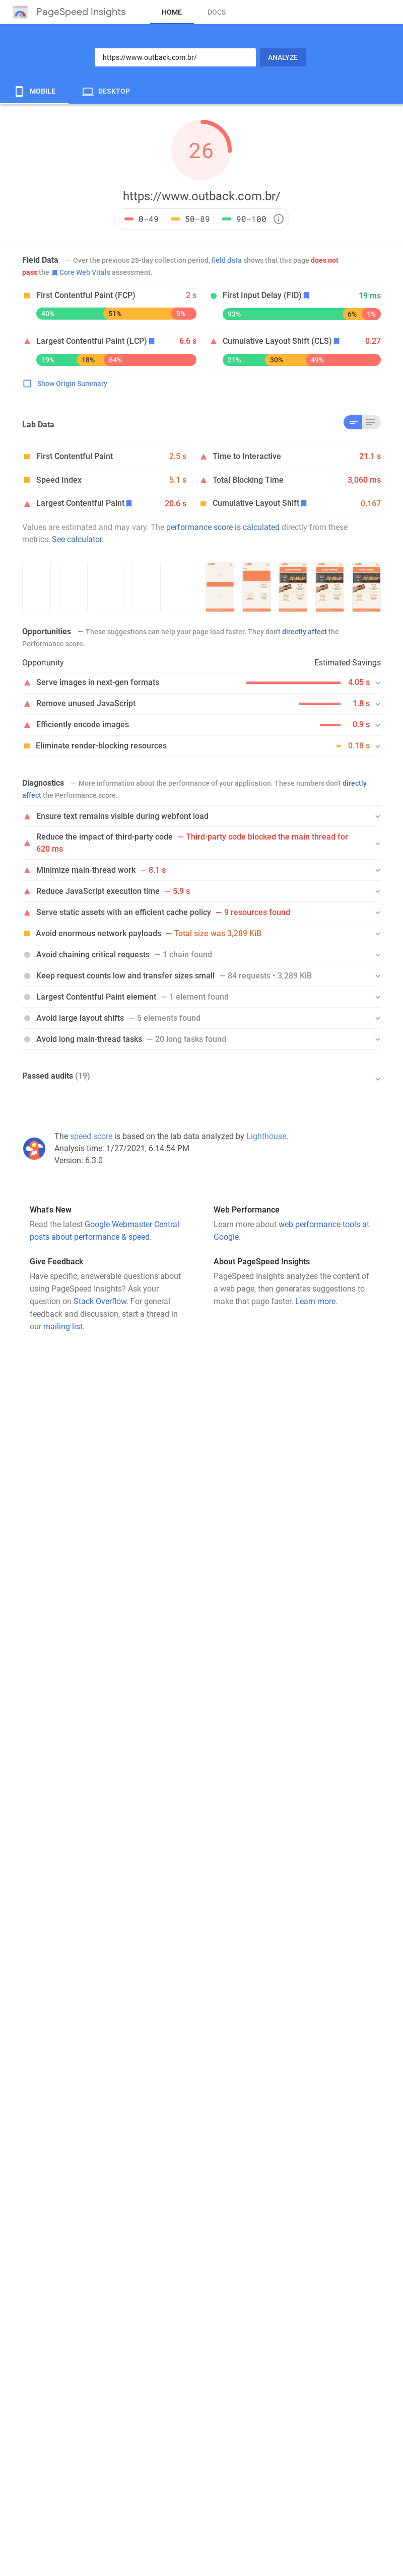 PageSpeed Insights
HOME
DOCS
https://www.outback.com.br/
ANALYZE
MOBILE
DESKTOP
26
https://www.outback.com.br/
0–49
50–89
90–100
Field Data — Over the previous 28-day collection period, field data shows that this page does not
pass the Core Web Vitals assessment.
First Contentful Paint (FCP) 2 s
40% 51% 9%
First Input Delay (FID) 19 ms
93% 6% 1%
Largest Contentful Paint (LCP) 6.6 s
19% 18% 64%
Cumulative Layout Shift (CLS) 0.27
21% 30% 49%
Show Origin Summary
Lab Data
First Contentful Paint 2.5 s
Time to Interactive 21.1 s
Speed Index 5.1 s
Total Blocking Time 3,060 ms
Largest Contentful Paint 20.6 s
Cumulative Layout Shift 0.167
Values are estimated and may vary. The performance score is calculated directly from these
metrics. See calculator.
Opportunities — These suggestions can help your page load faster. They don't directly affect the
Performance score.
Opportunity Estimated Savings
Serve images in next-gen formats 4.05 s
Remove unused JavaScript 1.8 s
Efficiently encode images 0.9 s
Eliminate render-blocking resources 0.18 s
Diagnostics — More information about the performance of your application. These numbers don't directly
affect the Performance score.
Ensure text remains visible during webfont load
Reduce the impact of third-party code — Third-party code blocked the main thread for
620 ms
Minimize main-thread work — 8.1 s
Reduce JavaScript execution time — 5.9 s
Serve static assets with an efficient cache policy — 9 resources found
Avoid enormous network payloads — Total size was 3,289 KiB
Avoid chaining critical requests — 1 chain found
Keep request counts low and transfer sizes small — 84 requests • 3,289 KiB
Largest Contentful Paint element — 1 element found
Avoid large layout shifts — 5 elements found
Avoid long main-thread tasks — 20 long tasks found
Passed audits (19)
The speed score is based on the lab data analyzed by Lighthouse.
Analysis time: 1/27/2021, 6:14:54 PM
Version: 6.3.0
What's New
Read the latest Google Webmaster Central
posts about performance & speed.
Web Performance
Learn more about web performance tools at
Google.
Give Feedback
Have specific, answerable questions about
using PageSpeed Insights? Ask your
question on Stack Overflow. For general
feedback and discussion, start a thread in
our mailing list.
About PageSpeed Insights
PageSpeed Insights analyzes the content of
a web page, then generates suggestions to
make that page faster. Learn more.